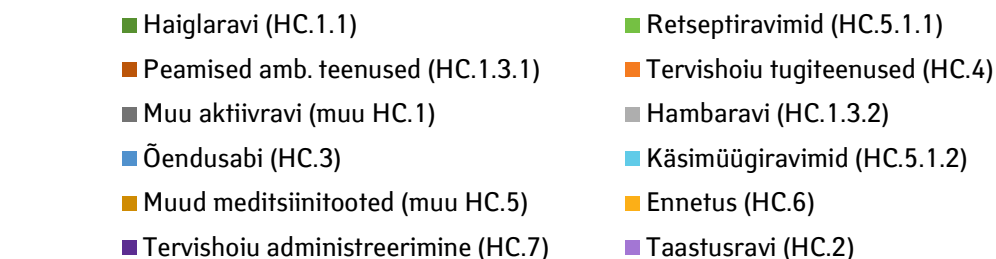 Haiglaravi (HC.1.1)
Retseptiravimid (HC.5.1.1)
Peamised amb. teenused (HC.1.3.1)
Tervishoiu tugiteenused (HC.4)
Muu aktiivravi (muu HC.1)
Hambaravi (HC.1.3.2)
Õendusabi (HC.3)
Käsimüügiravimid (HC.5.1.2)
Muud meditsiinitooted (muu HC.5)
Ennetus (HC.6)
Tervishoiu administreerimine (HC.7)
Taastusravi (HC.2)